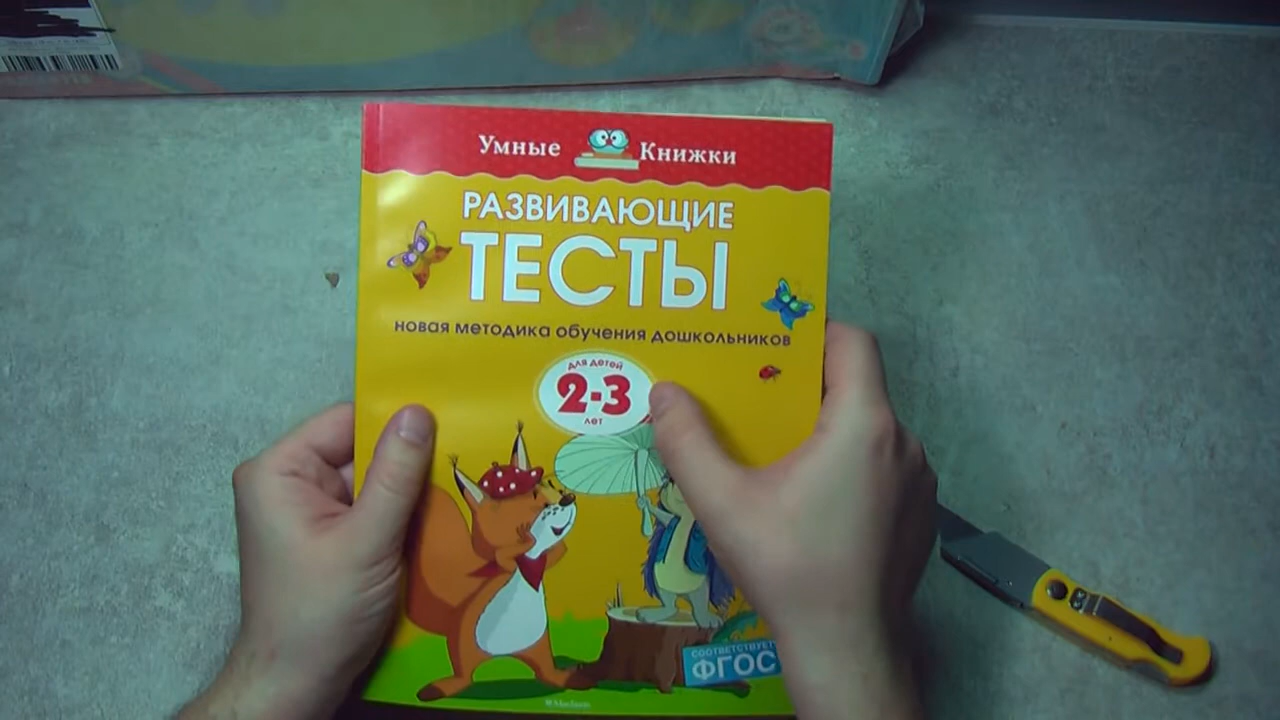 Умные Книжки
РАЗВИВАЮЩИЕ
ТЕСТЫ
новая методика обучения дошкольников
для детей
2-3
лет
СООТВЕТСТВУЕТ
ФГОС